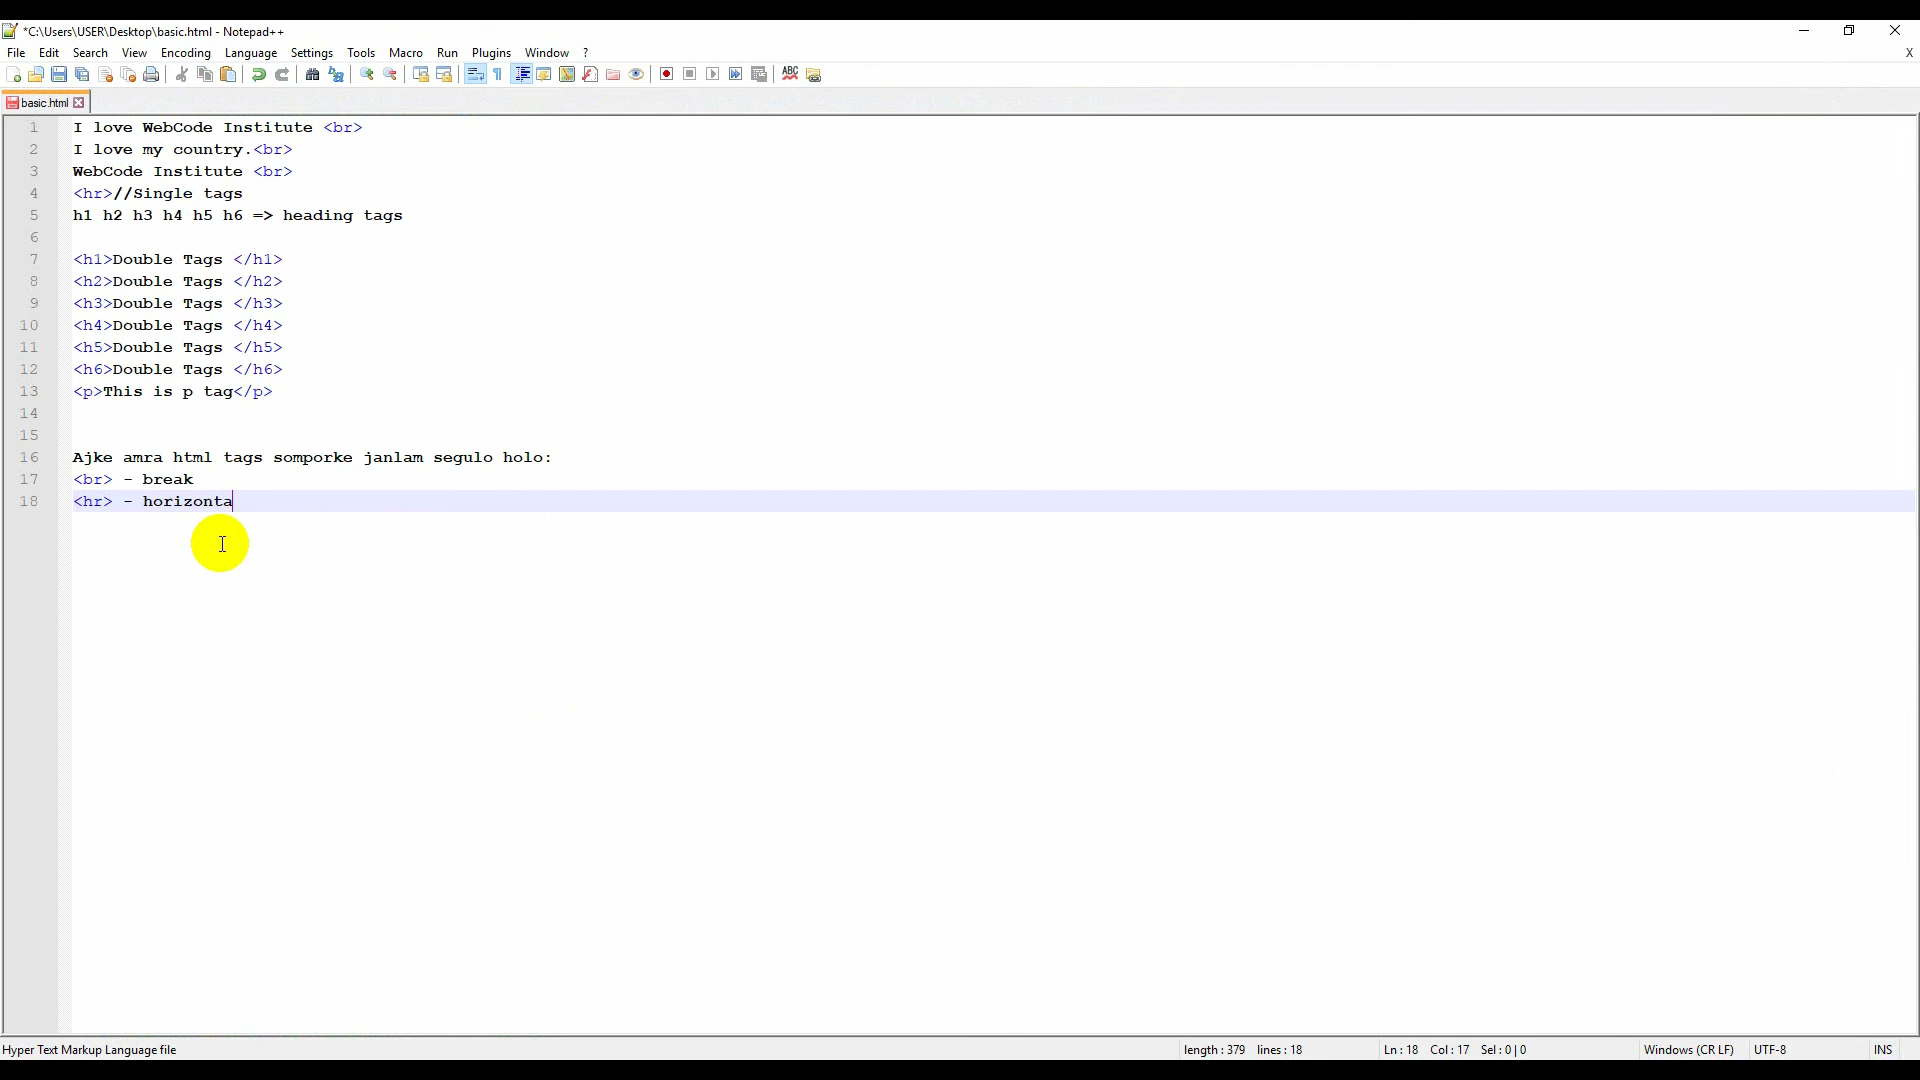 *C:\Users\USER\Desktop\basic.html - Notepad++
File Edit Search View Encoding Language Settings Tools Macro Run Plugins Window ? X
ABC
basic.html
1 I love WebCode Institute <br>
2 I love my country.<br>
3 WebCode Institute <br>
4 <hr>//Single tags
5 h1 h2 h3 h4 h5 h6 => heading tags
6
7 <h1>Double Tags </h1>
8 <h2>Double Tags </h2>
9 <h3>Double Tags </h3>
10 <h4>Double Tags </h4>
11 <h5>Double Tags </h5>
12 <h6>Double Tags </h6>
13 <p>This is p tag</p>
14
15
16 Ajke amra html tags somporke janlam segulo holo:
17 <br> - break
18 <hr> - horizonta
Hyper Text Markup Language file length : 379 lines : 18 Ln : 18 Col : 17 Sel : 0 | 0 Windows (CR LF) UTF-8 INS